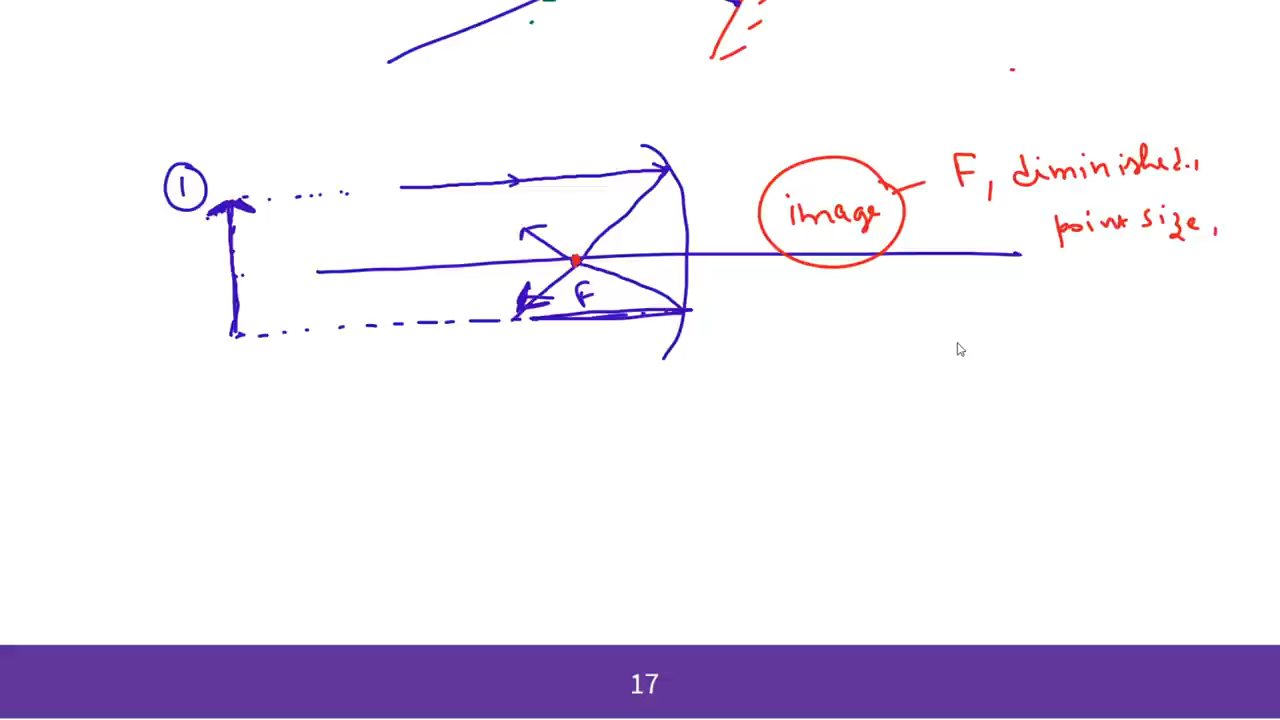 ①
F, diminished,
image
point size,
F
17